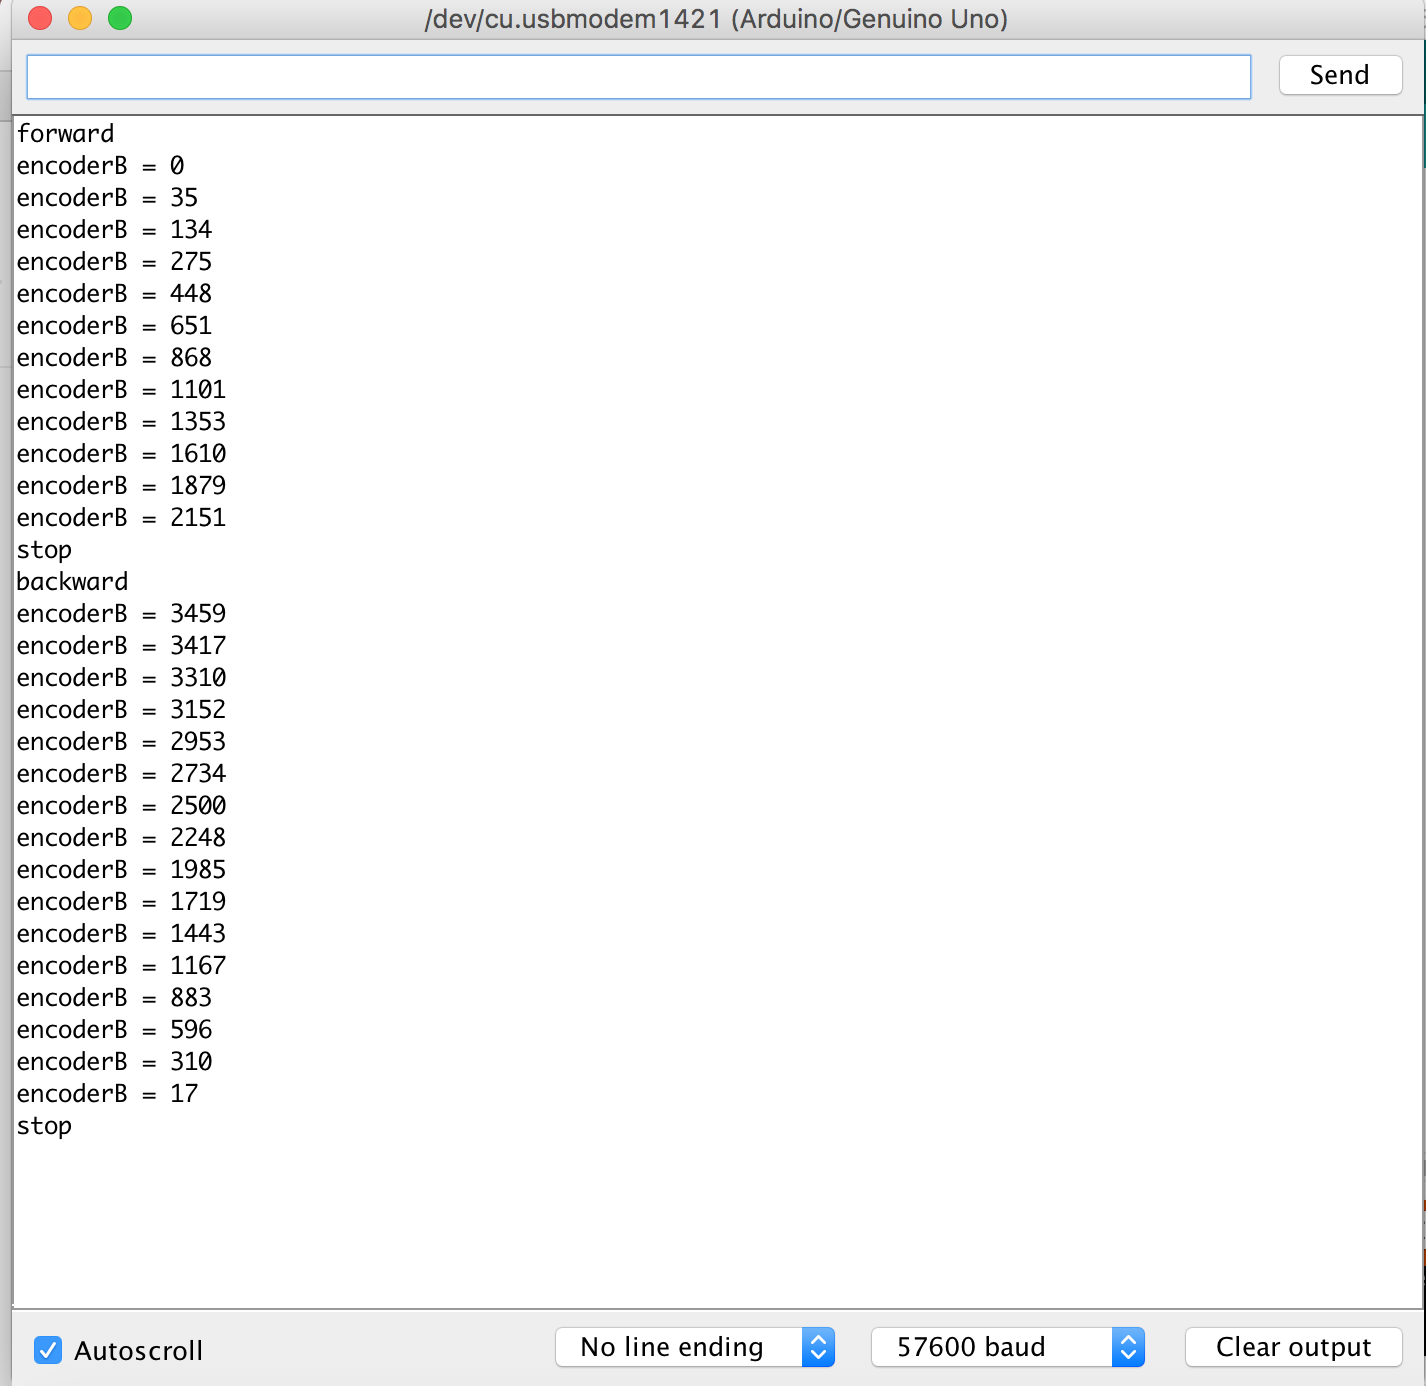 /dev/cu.usbmodem1421 (Arduino/Genuino Uno)
Send
forward
encoderB = 0
encoderB = 35
encoderB = 134
encoderB = 275
encoderB = 448
encoderB = 651
encoderB = 868
encoderB = 1101
encoderB = 1353
encoderB = 1610
encoderB = 1879
encoderB = 2151
stop
backward
encoderB = 3459
encoderB = 3417
encoderB = 3310
encoderB = 3152
encoderB = 2953
encoderB = 2734
encoderB = 2500
encoderB = 2248
encoderB = 1985
encoderB = 1719
encoderB = 1443
encoderB = 1167
encoderB = 883
encoderB = 596
encoderB = 310
encoderB = 17
stop
Autoscroll
No line ending
57600 baud
Clear output